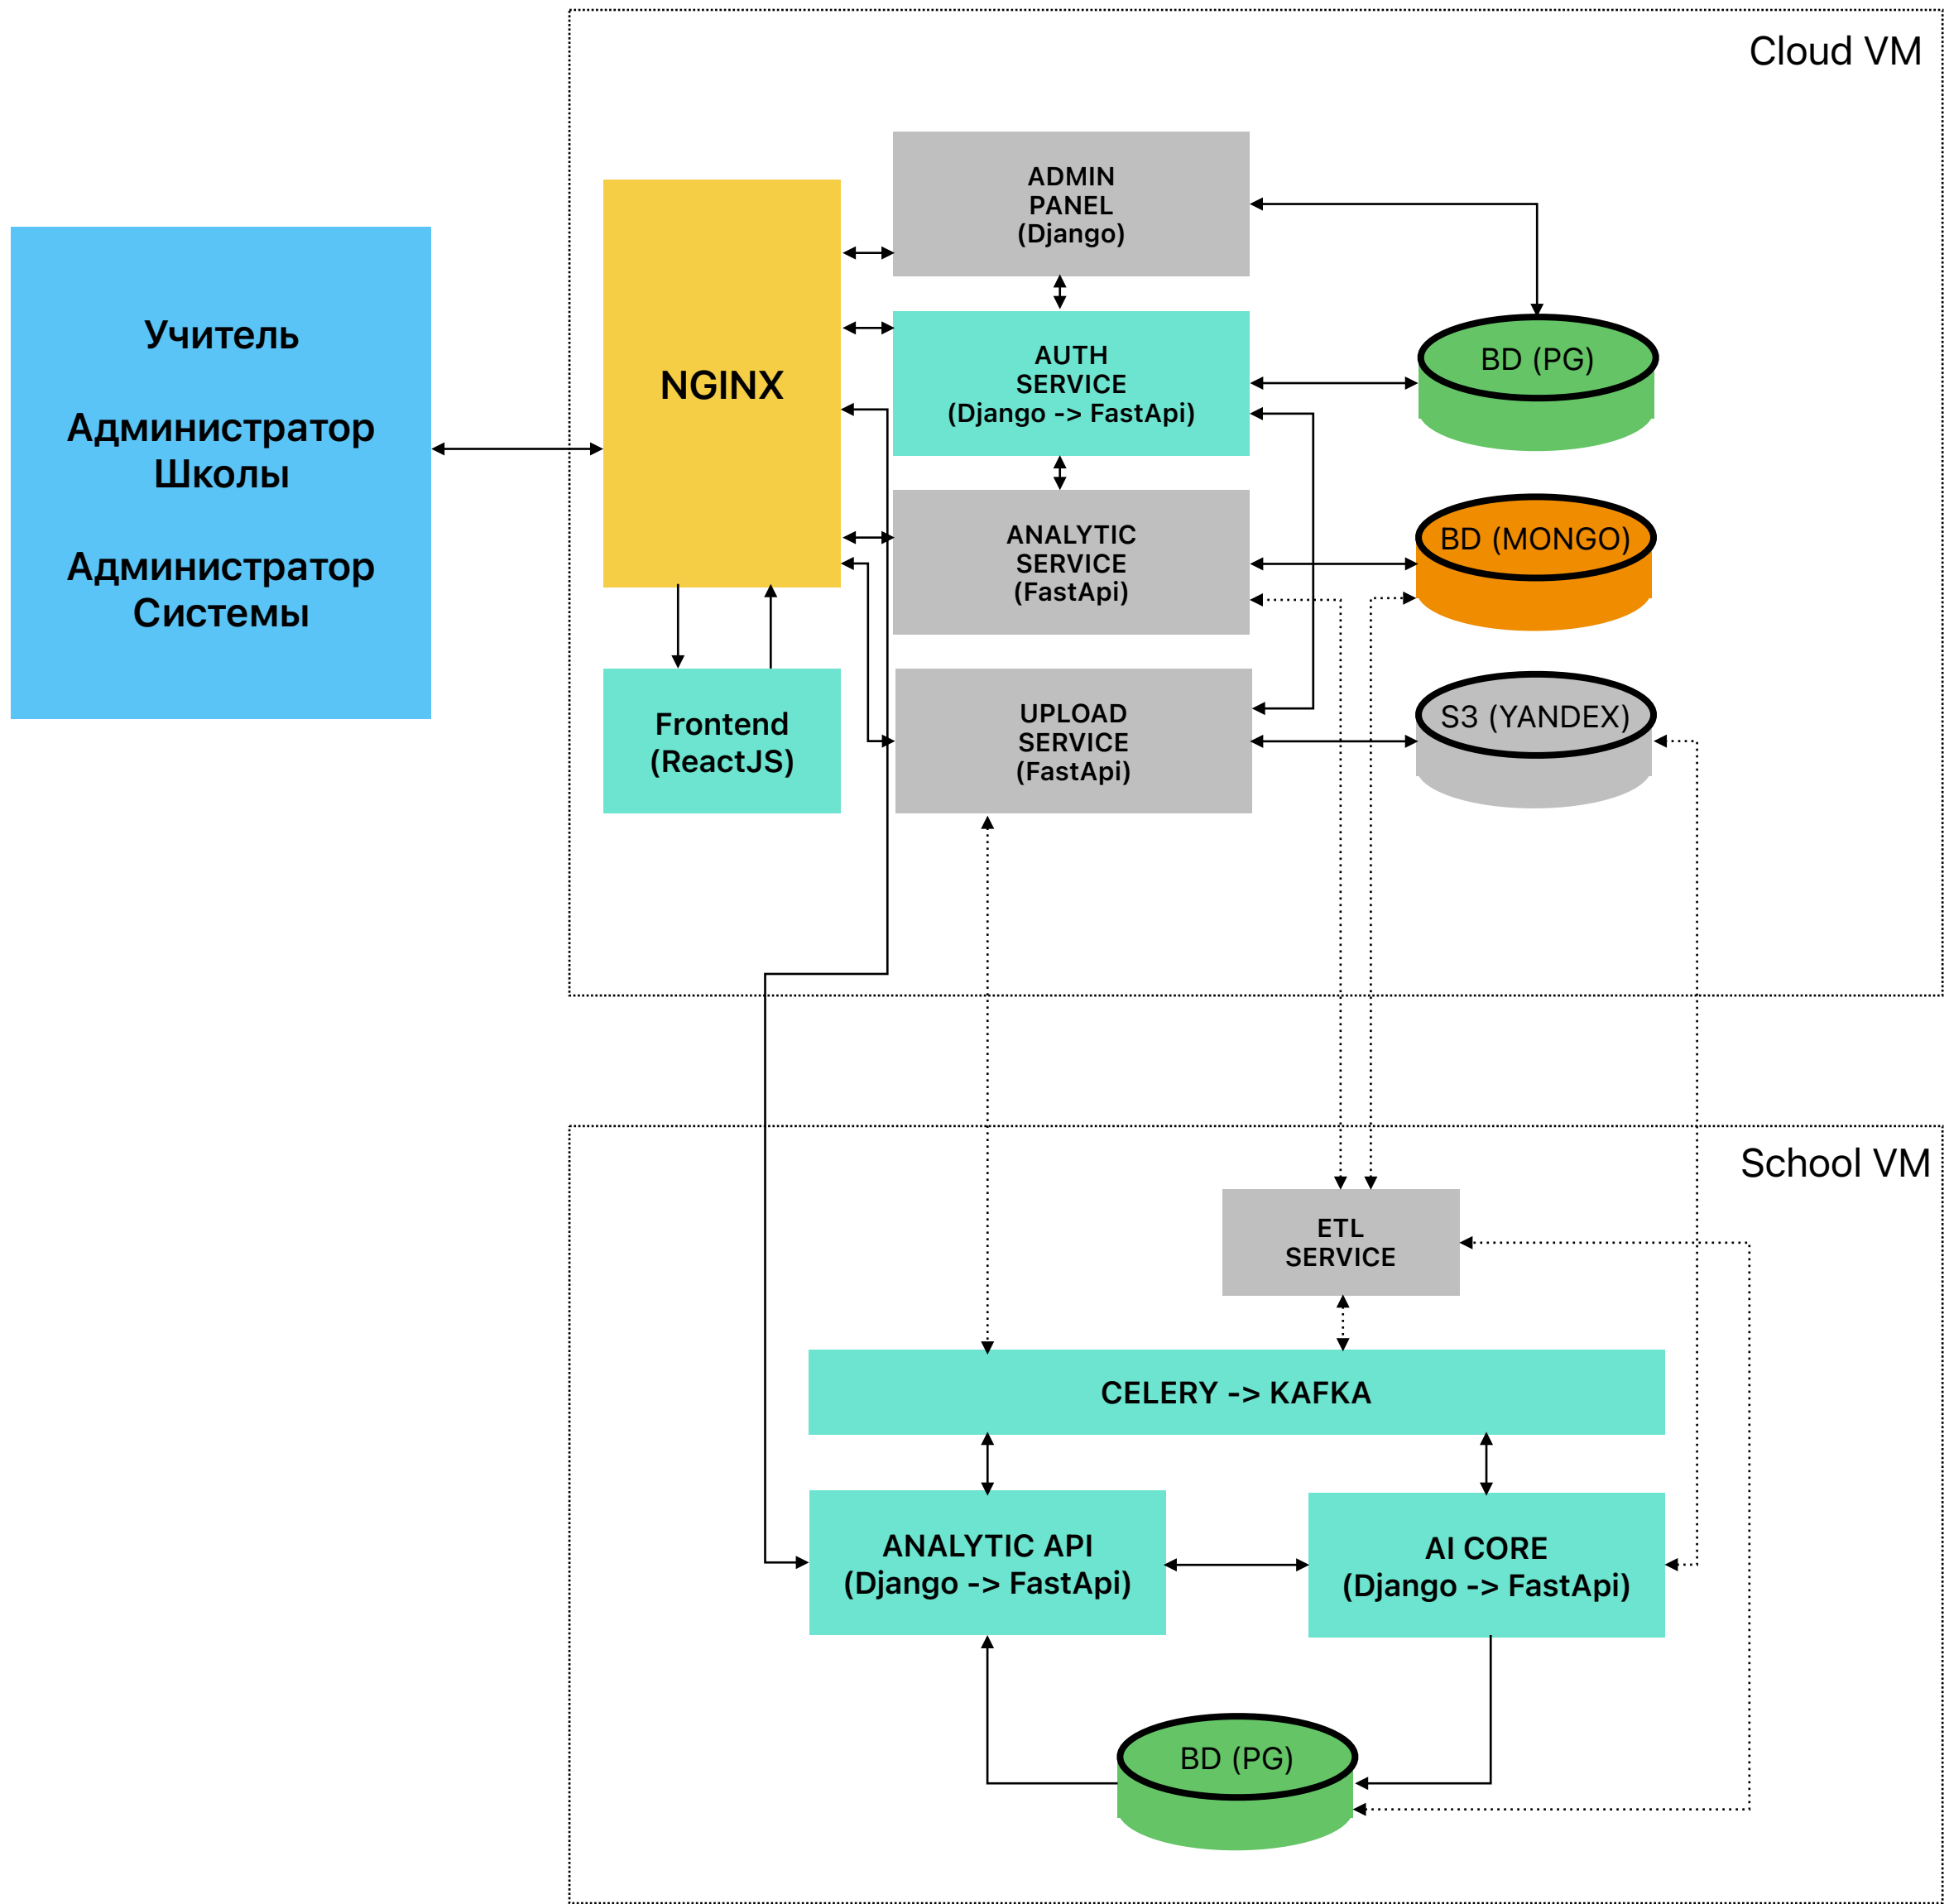 Cloud VM
Учитель
Администратор
Школы
Администратор
Системы
NGINX
Frontend
(ReactJS)
ADMIN
PANEL
(Django)
AUTH
SERVICE
(Django -> FastApi)
ANALYTIC
SERVICE
(FastApi)
UPLOAD
SERVICE
(FastApi)
BD (PG)
BD (MONGO)
S3 (YANDEX)
School VM
ETL
SERVICE
CELERY -> KAFKA
ANALYTIC API
(Django -> FastApi)
AI CORE
(Django -> FastApi)
BD (PG)